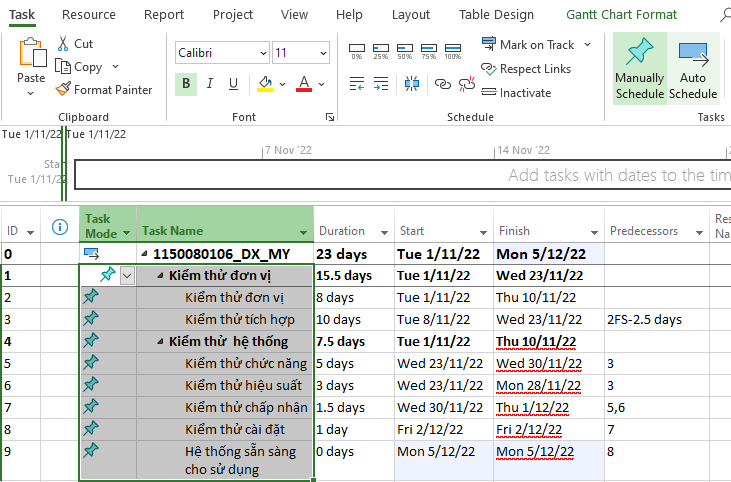 Task Resource Report Project View Help Layout Table Design Gantt Chart Format
Paste
Cut
Copy
Format Painter
Clipboard
Calibri 11
B I U A
Font
0% 25% 50% 75% 100%
Mark on Track
Respect Links
Inactivate
Schedule
Manually Schedule
Auto Schedule
Tasks
Tue 1/11/22 Tue 1/11/22
7 Nov '22 14 Nov '22
Start
Tue 1/11/22
Add tasks with dates to the tim
ID Task Mode Task Name Duration Start Finish Predecessors Res Na
0 1150080106_DX_MY 23 days Tue 1/11/22 Mon 5/12/22
1 Kiểm thử đơn vị 15.5 days Tue 1/11/22 Wed 23/11/22
2 Kiểm thử đơn vị 8 days Tue 1/11/22 Thu 10/11/22
3 Kiểm thử tích hợp 10 days Tue 8/11/22 Wed 23/11/22 2FS-2.5 days
4 Kiểm thử hệ thống 7.5 days Tue 1/11/22 Thu 10/11/22
5 Kiểm thử chức năng 5 days Wed 23/11/22 Wed 30/11/22 3
6 Kiểm thử hiệu suất 3 days Wed 23/11/22 Mon 28/11/22 3
7 Kiểm thử chấp nhận 1.5 days Wed 30/11/22 Thu 1/12/22 5,6
8 Kiểm thử cài đặt 1 day Fri 2/12/22 Fri 2/12/22 7
9 Hệ thống sẵn sàng cho sử dụng 0 days Mon 5/12/22 Mon 5/12/22 8